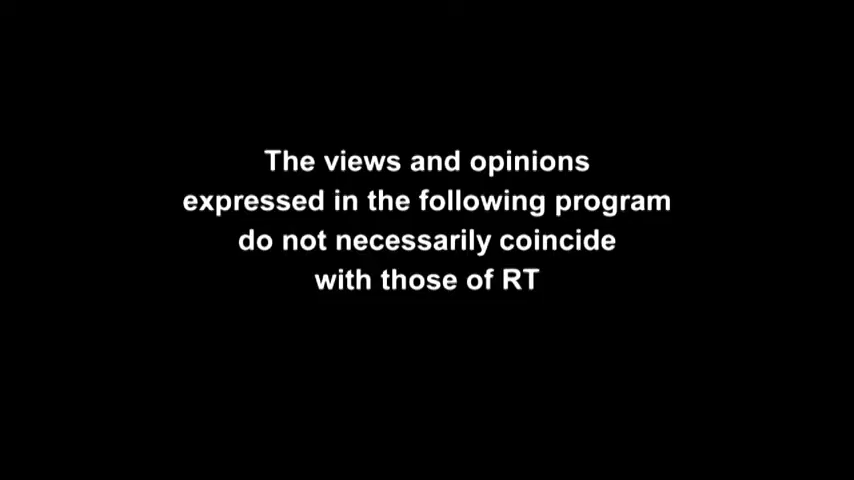 The views and opinions
expressed in the following program
do not necessarily coincide
with those of RT